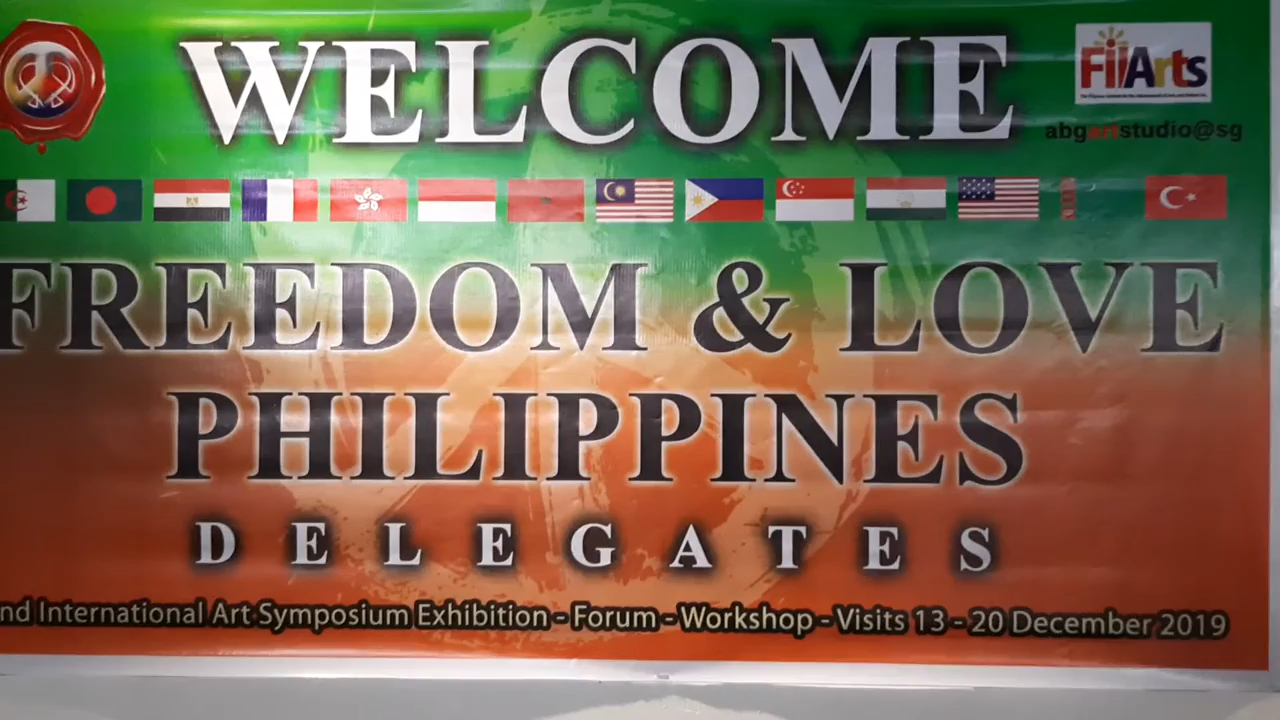 WELCOME
FilArts
abgartstudio@sg
FREEDOM & LOVE
PHILIPPINES
DELEGATES
nd International Art Symposium Exhibition - Forum - Workshop - Visits 13 - 20 December 2019